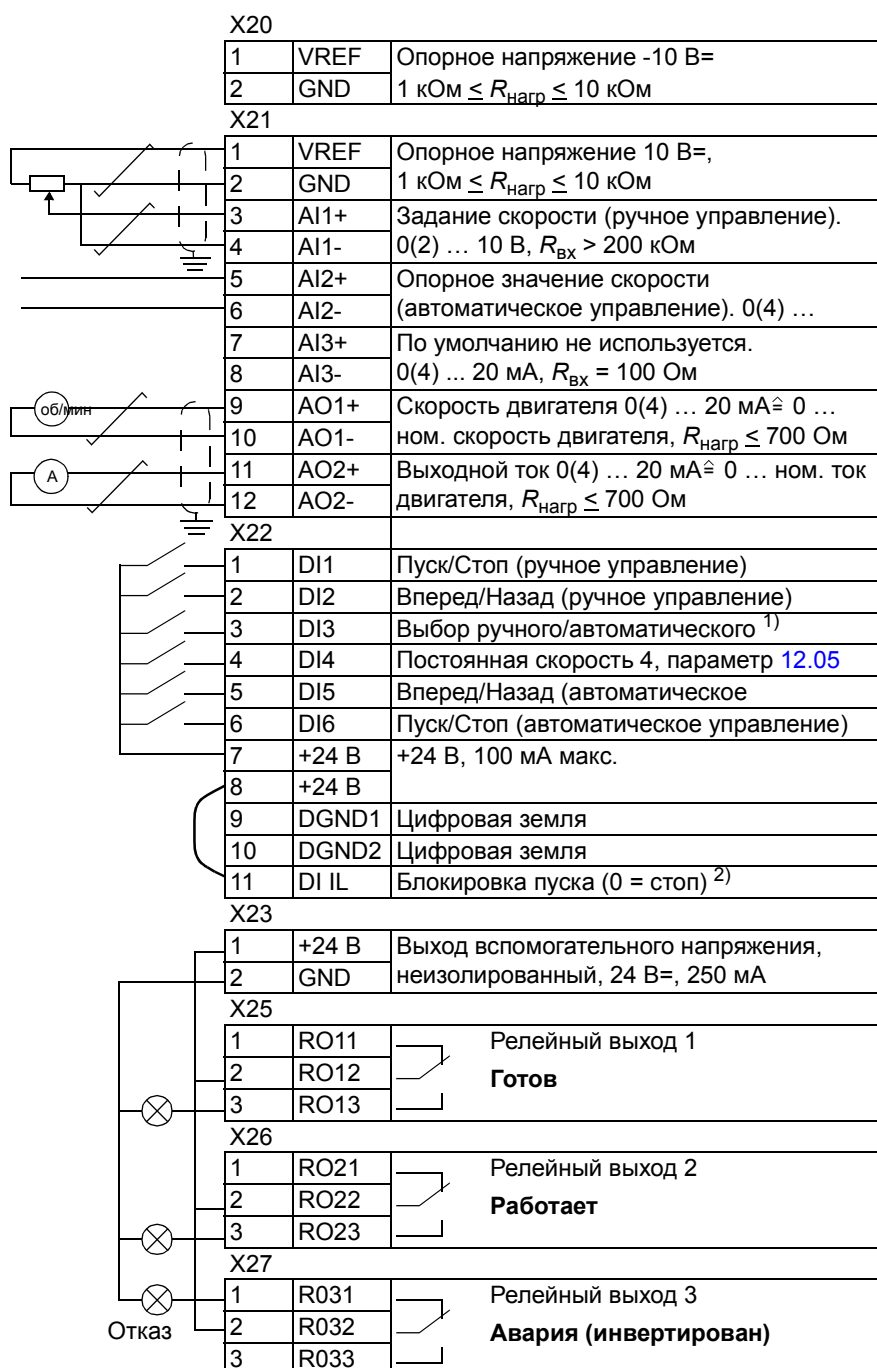 X20
1 VREF Опорное напряжение -10 В=
2 GND 1 кОм ≤ Rнагр ≤ 10 кОм
X21
1 VREF Опорное напряжение 10 В=,
2 GND 1 кОм ≤ Rнагр ≤ 10 кОм
3 AI1+ Задание скорости (ручное управление).
4 AI1- 0(2) … 10 В, Rвх > 200 кОм
5 AI2+ Опорное значение скорости
6 AI2- (автоматическое управление). 0(4) …
7 AI3+ По умолчанию не используется.
8 AI3- 0(4) ... 20 мА, Rвх = 100 Ом
об/мин 9 AO1+ Скорость двигателя 0(4) … 20 мА≙ 0 …
10 AO1- ном. скорость двигателя, Rнагр ≤ 700 Ом
A 11 AO2+ Выходной ток 0(4) … 20 мА≙ 0 … ном. ток
12 AO2- двигателя, Rнагр ≤ 700 Ом
X22
1 DI1 Пуск/Стоп (ручное управление)
2 DI2 Вперед/Назад (ручное управление)
3 DI3 Выбор ручного/автоматического 1)
4 DI4 Постоянная скорость 4, параметр 12.05
5 DI5 Вперед/Назад (автоматическое
6 DI6 Пуск/Стоп (автоматическое управление)
7 +24 В +24 В, 100 мА макс.
8 +24 В
9 DGND1 Цифровая земля
10 DGND2 Цифровая земля
11 DI IL Блокировка пуска (0 = стоп) 2)
X23
1 +24 В Выход вспомогательного напряжения,
2 GND неизолированный, 24 В=, 250 мА
X25
1 RO11 Релейный выход 1
2 RO12 Готов
3 RO13
X26
1 RO21 Релейный выход 2
2 RO22 Работает
3 RO23
X27
1 R031 Релейный выход 3
Отказ 2 R032 Авария (инвертирован)
3 R033